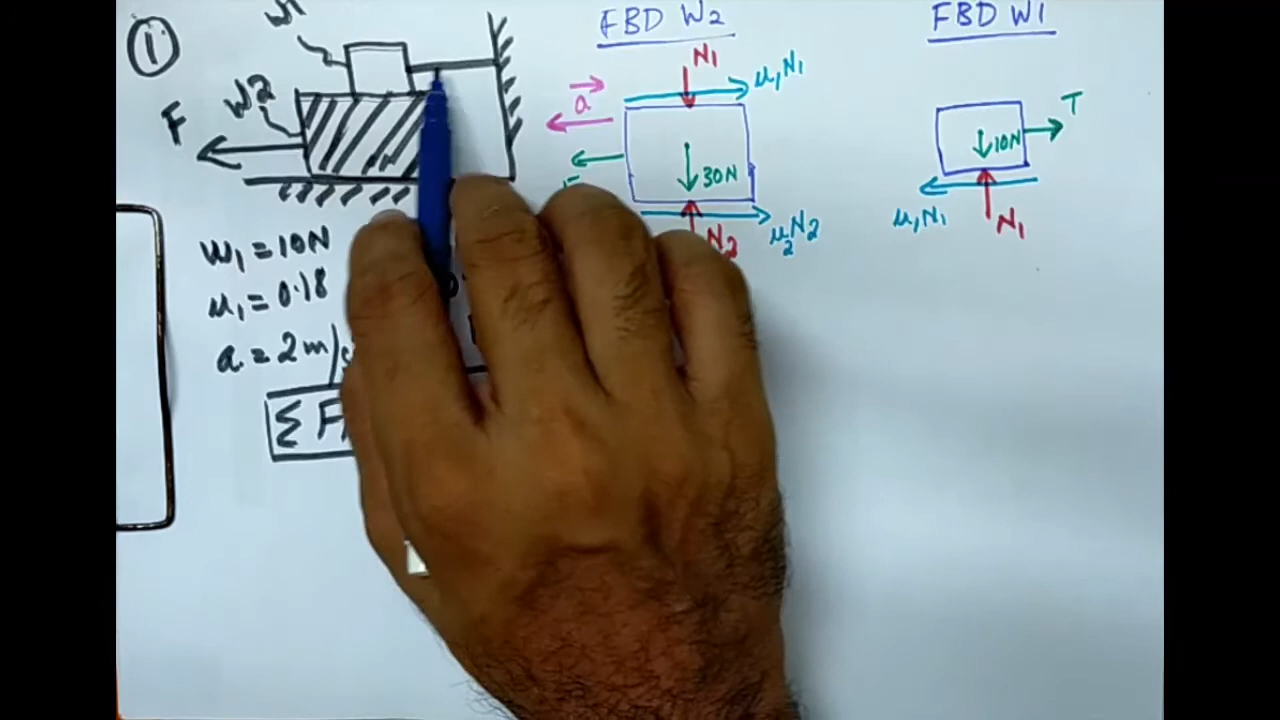 ①
W1
W2
F
W1 = 10N
μ1 = 0.18
a = 2m/s
ΣF
FBD W2
N1
μ1N1
a
30N
F
N2
μ2N2
FBD W1
T
10N
μ1N1
N1